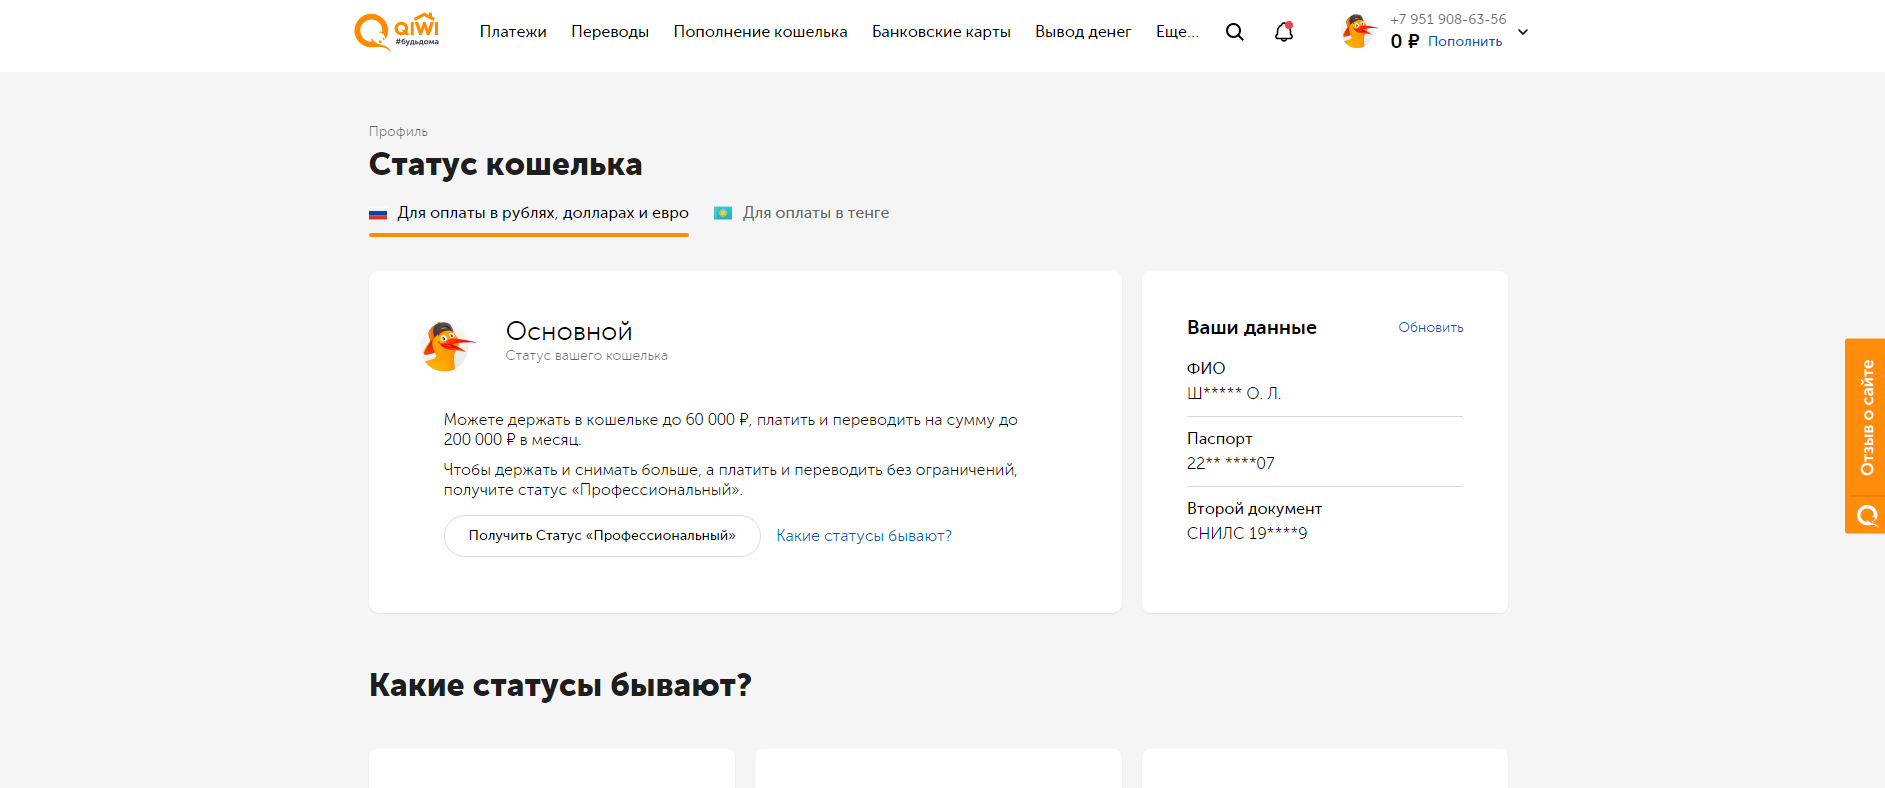 QIWI
#будьдома
Платежи
Переводы
Пополнение кошелька
Банковские карты
Вывод денег
Еще...
+7 951 908-63-56
0 ₽ Пополнить
Профиль
Статус кошелька
Для оплаты в рублях, долларах и евро
Для оплаты в тенге
Основной
Статус вашего кошелька
Можете держать в кошельке до 60 000 ₽, платить и переводить на сумму до
200 000 ₽ в месяц.
Чтобы держать и снимать больше, а платить и переводить без ограничений,
получите статус «Профессиональный».
Получить Статус «Профессиональный»
Какие статусы бывают?
Ваши данные
Обновить
ФИО
Ш***** О. Л.
Паспорт
22** ****07
Второй документ
СНИЛС 19****9
Отзыв о сайте
Какие статусы бывают?